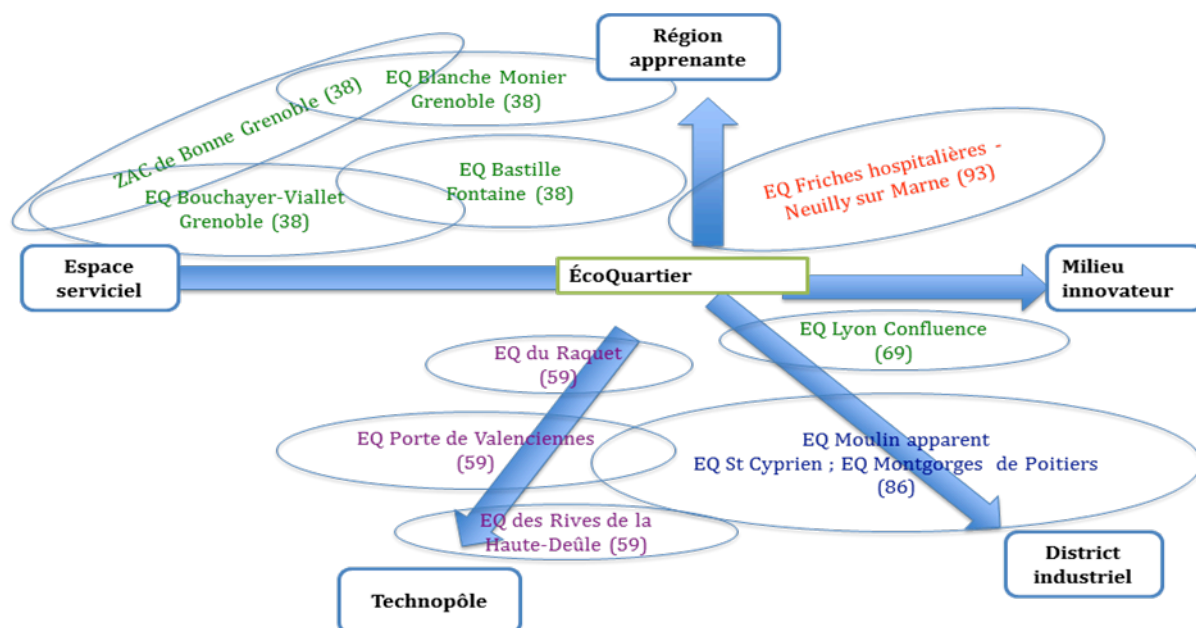 Région
apprenante
EQ Blanche Monier
Grenoble (38)
ZAC de Bonne Grenoble (38)
EQ Bastille
Fontaine (38)
EQ Friches hospitalières -
Neuilly sur Marne (93)
EQ Bouchayer-Viallet
Grenoble (38)
Espace
serviciel
ÉcoQuartier
Milieu
innovateur
EQ Lyon Confluence
(69)
EQ du Raquet
(59)
EQ Porte de Valenciennes
(59)
EQ Moulin apparent
EQ St Cyprien ; EQ Montgorges de Poitiers
(86)
EQ des Rives de la
Haute-Deûle (59)
District
industriel
Technopôle